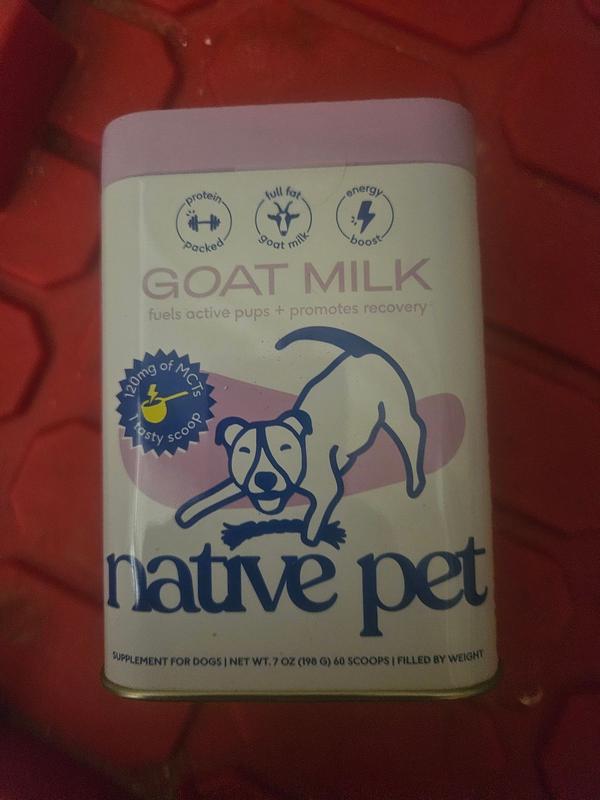 protein packed
full fat goat milk
energy boost
GOAT MILK
fuels active pups + promotes recovery
120mg of MCTs
1 tasty scoop
native pet
SUPPLEMENT FOR DOGS | NET WT. 7 OZ (198 G) 60 SCOOPS | FILLED BY WEIGHT